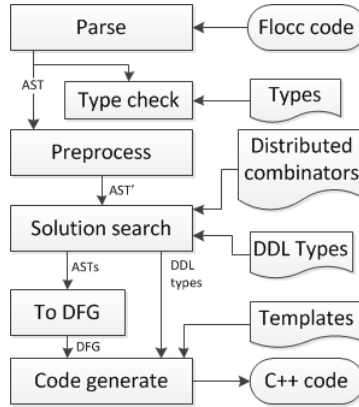 Parse
Flocc code
AST
Type check
Types
Preprocess
Distributed
combinators
AST'
Solution search
DDL Types
ASTs
DDL
types
To DFG
Templates
DFG
Code generate
C++ code